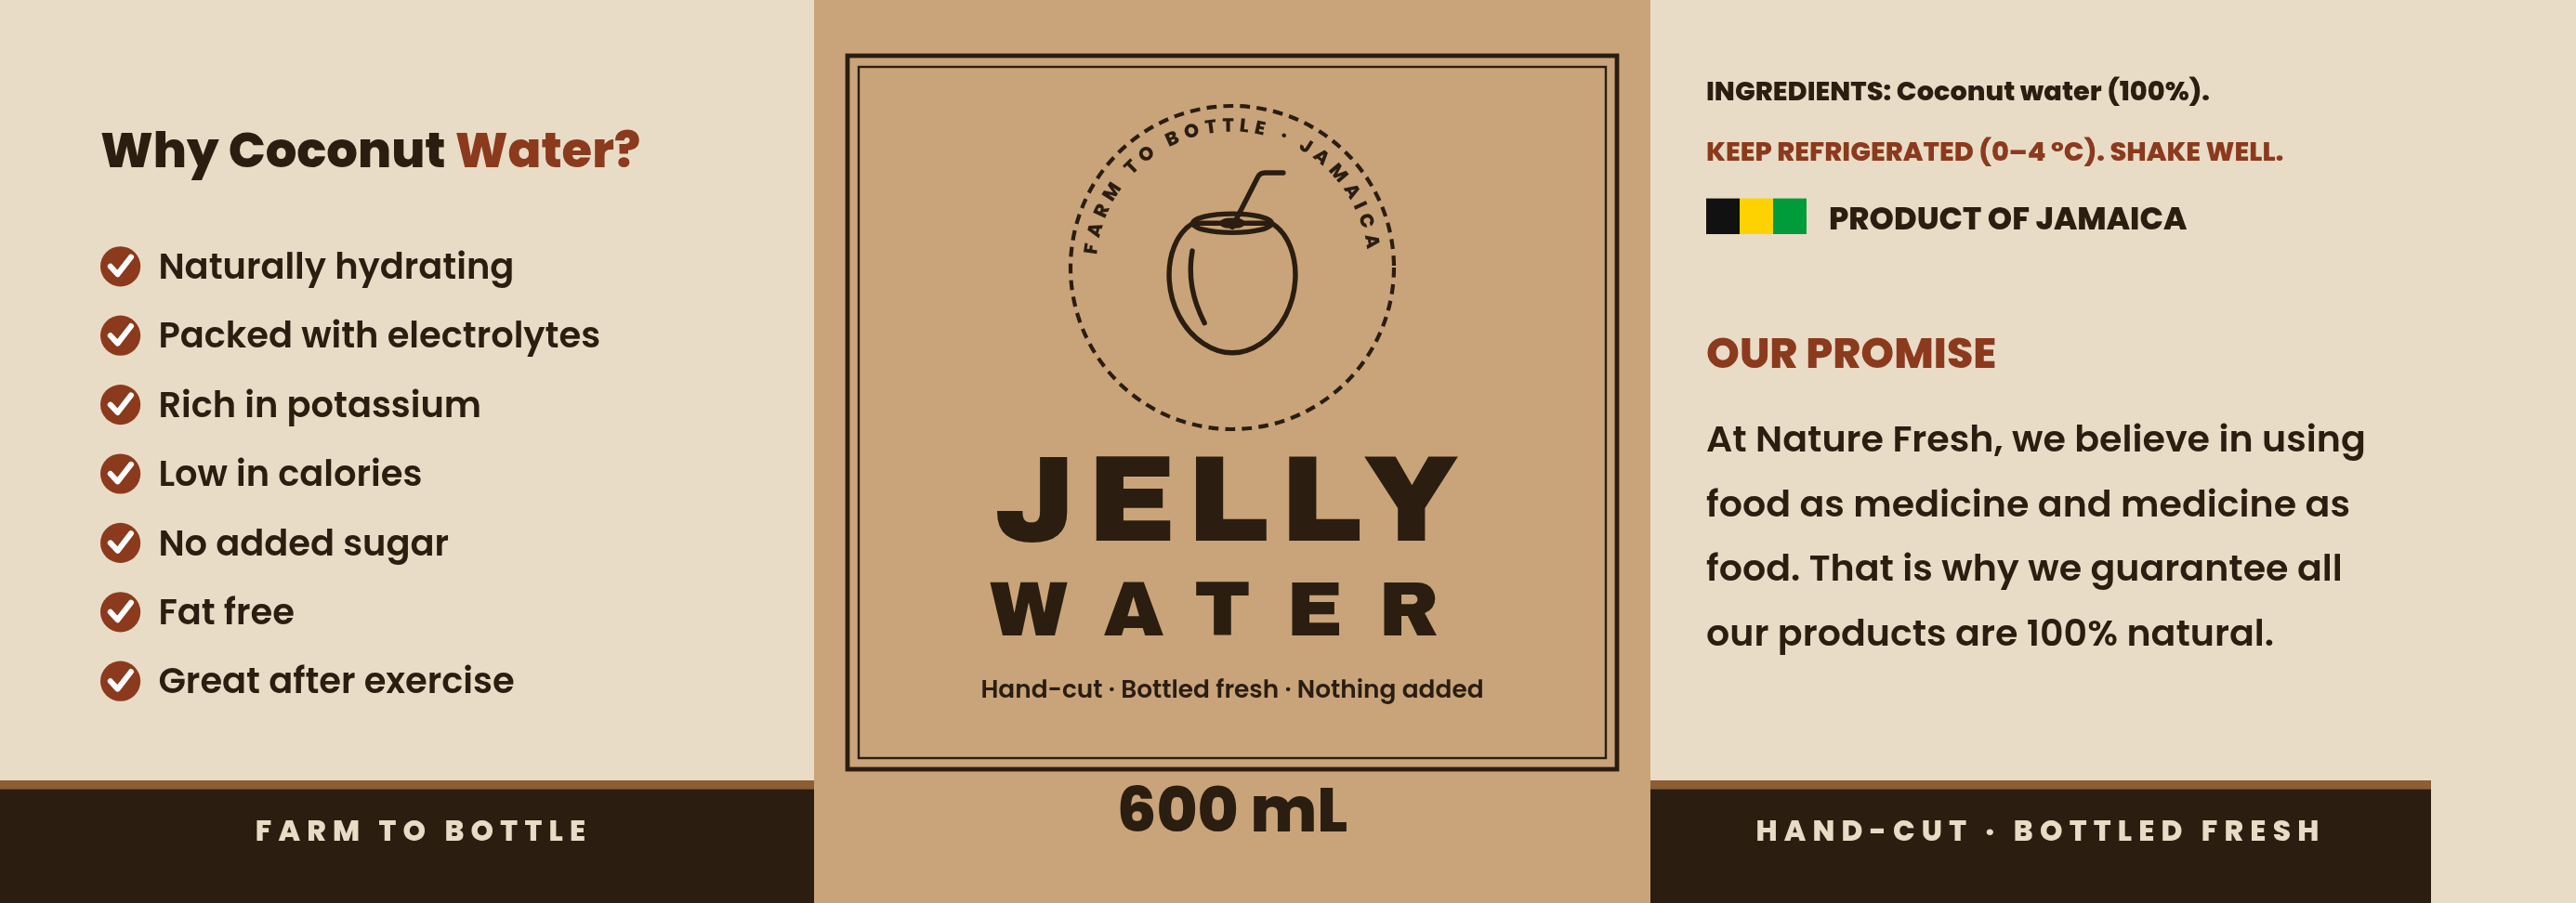 Why Coconut Water?
Naturally hydrating
Packed with electrolytes
Rich in potassium
Low in calories
No added sugar
Fat free
Great after exercise
FARM TO BOTTLE
FARM TO BOTTLE · JAMAICA
JELLY
WATER
Hand-cut · Bottled fresh · Nothing added
600 mL
INGREDIENTS: Coconut water (100%).
KEEP REFRIGERATED (0–4 °C). SHAKE WELL.
PRODUCT OF JAMAICA
OUR PROMISE
At Nature Fresh, we believe in using
food as medicine and medicine as
food. That is why we guarantee all
our products are 100% natural.
HAND-CUT · BOTTLED FRESH